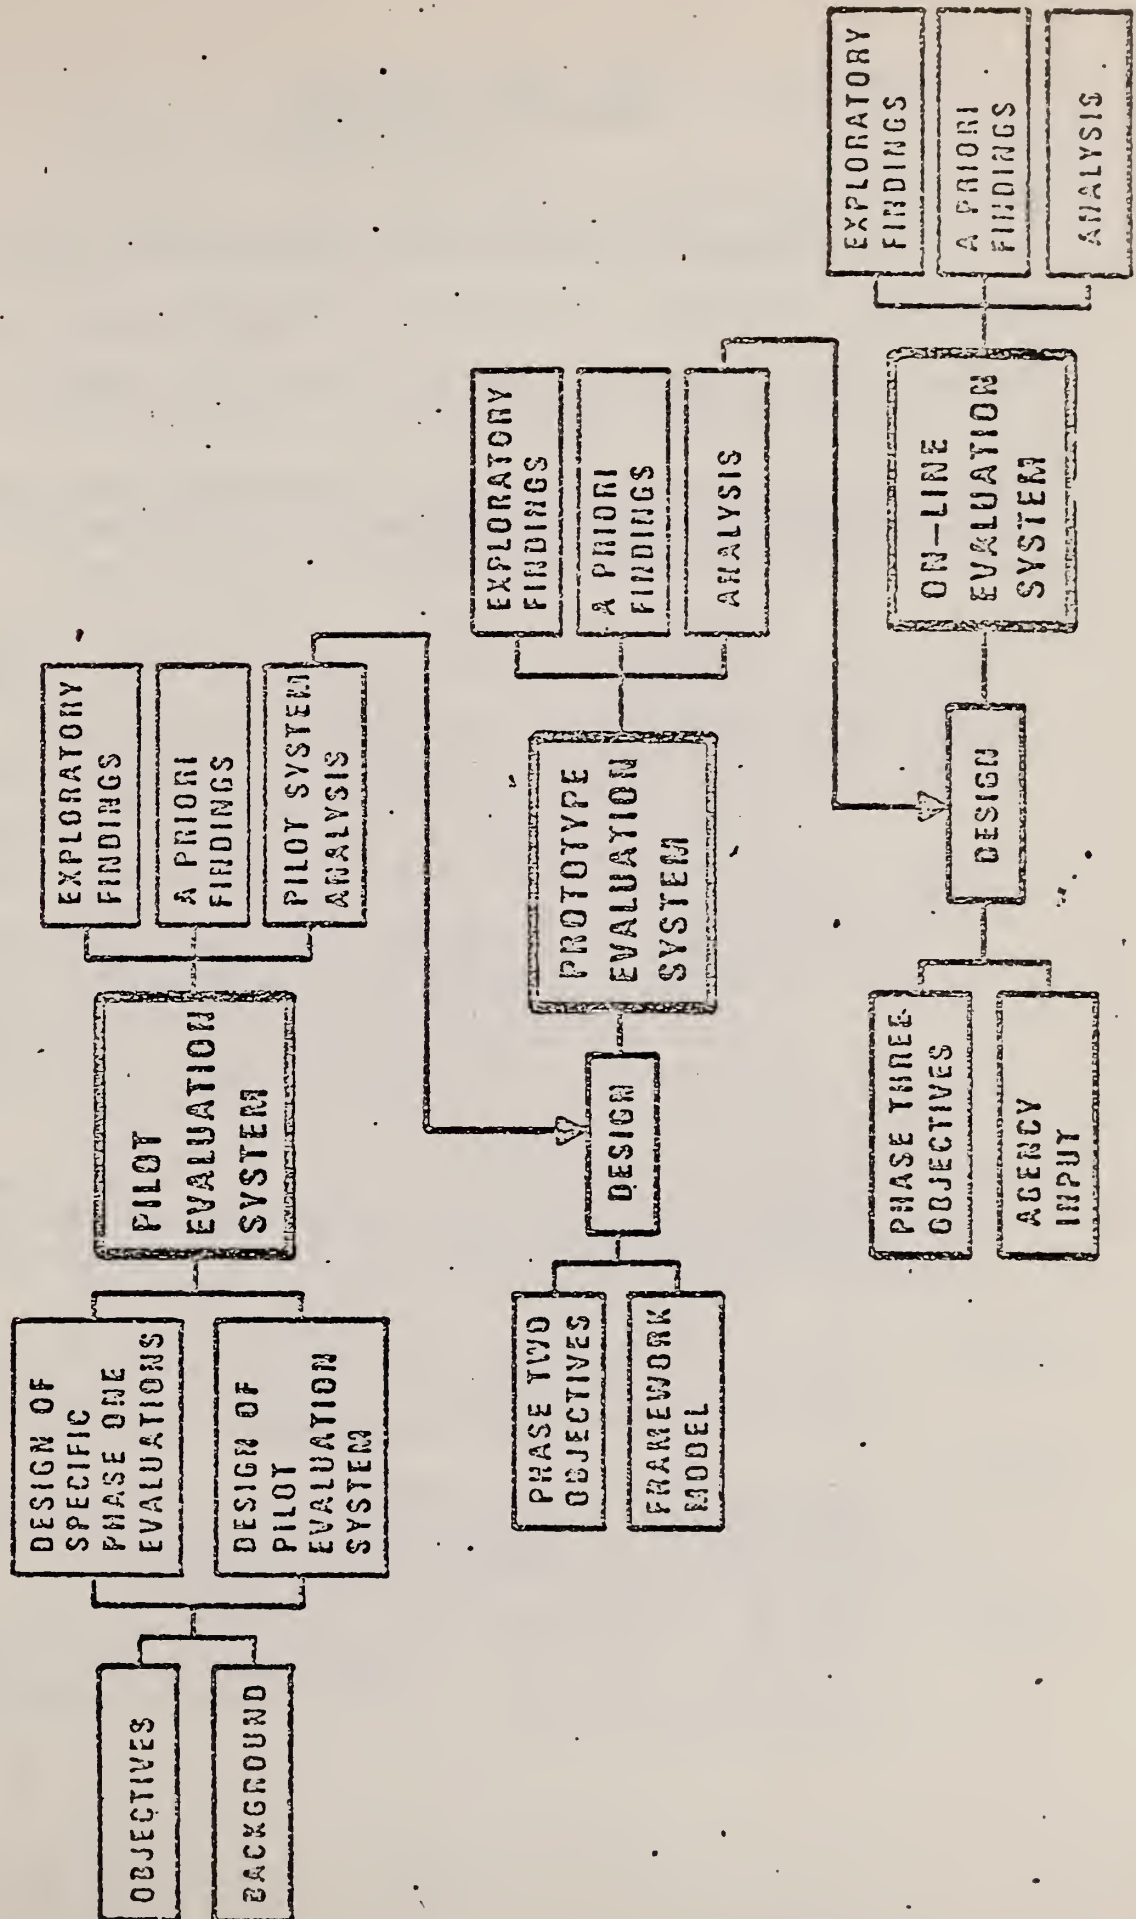 OBJECTIVES
BACKGROUND
DESIGN OF
SPECIFIC
PHASE ONE
EVALUATIONS
DESIGN OF
PILOT
EVALUATION
SYSTEM
PILOT
EVALUATION
SYSTEM
EXPLORATORY
FINDINGS
A PRIORI
FINDINGS
PILOT SYSTEM
ANALYSIS
PHASE TWO
OBJECTIVES
FRAMEWORK
MODEL
DESIGN
PROTOTYPE
EVALUATION
SYSTEM
EXPLORATORY
FINDINGS
A PRIORI
FINDINGS
ANALYSIS
PHASE THREE
OBJECTIVES
AGENCY
INPUT
DESIGN
ON-LINE
EVALUATION
SYSTEM
EXPLORATORY
FINDINGS
A PRIORI
FINDINGS
ANALYSIS